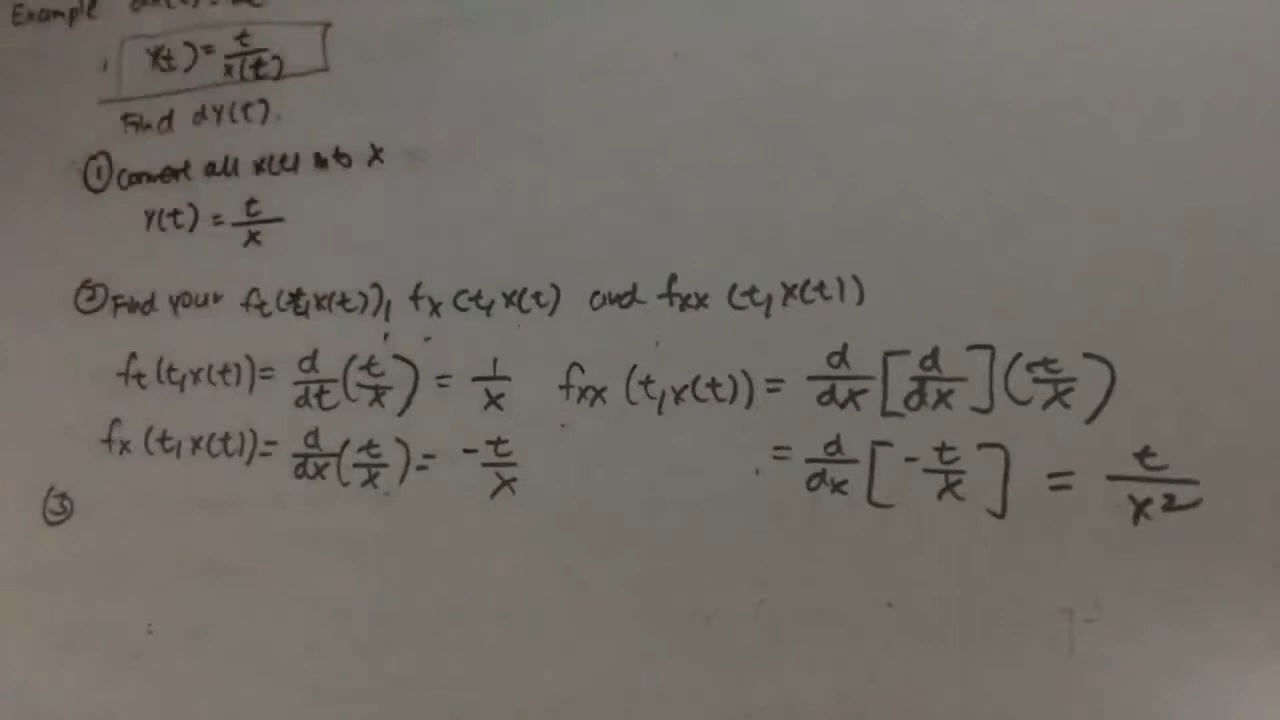 Example
Y(t) = t/x(t)
Find dY(t).
① Convert all x(t) into x
Y(t) = t/x
② Find your ft(t,x(t)), fx(t,x(t) and fxx (t,x(t))
ft(t,x(t)) = d/dt (t/x) = 1/x fxx (t,x(t)) = d/dx [d/dx] (t/x)
fx (t,x(t)) = d/dx (t/x) = -t/x = d/dx [-t/x] = t/x²
③